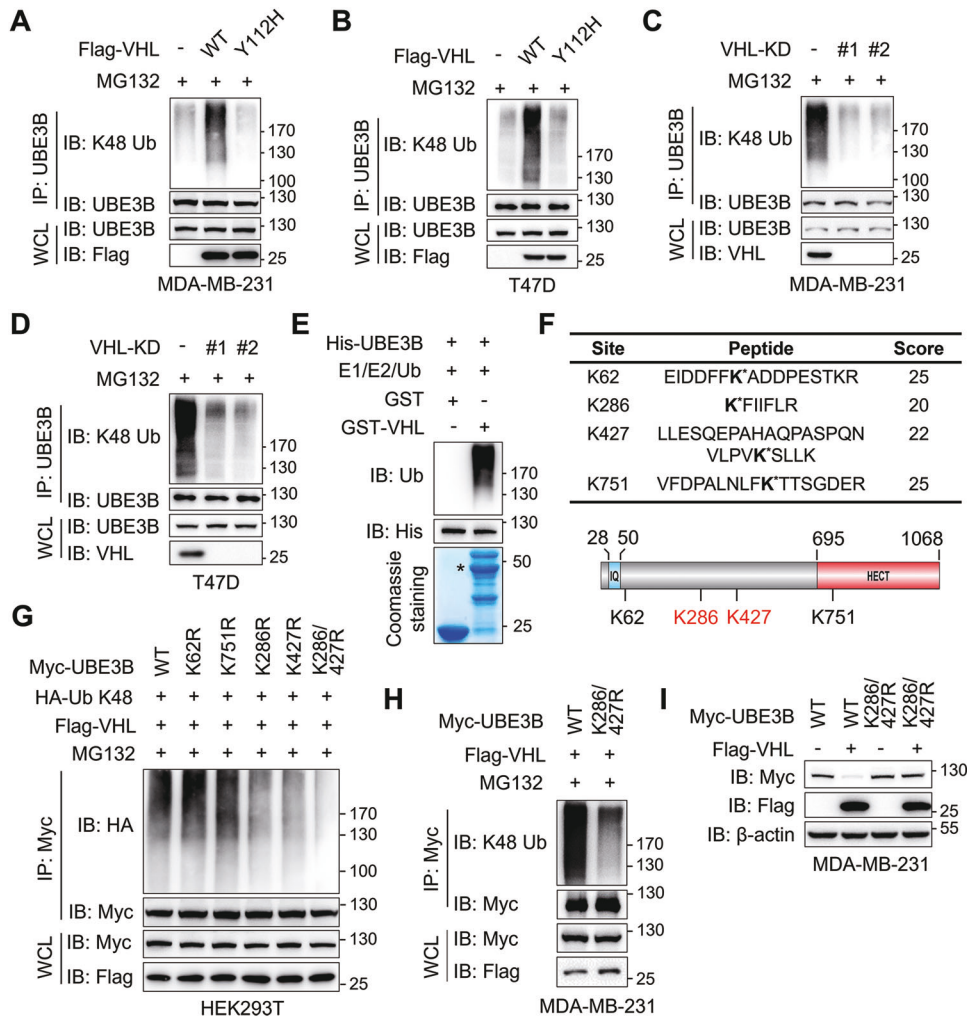 A
Flag-VHL - WT Y112H
MG132 + + +
IP: UBE3B
IB: K48 Ub
170
130
100
IB: UBE3B
130
WCL
IB: UBE3B
130
IB: Flag
25
MDA-MB-231
B
Flag-VHL - WT Y112H
MG132 + + +
IP: UBE3B
IB: K48 Ub
170
130
IB: UBE3B
130
WCL
IB: UBE3B
130
IB: Flag
25
T47D
C
VHL-KD - #1 #2
MG132 + + +
IP: UBE3B
IB: K48 Ub
170
130
100
IB: UBE3B
130
WCL
IB: UBE3B
130
IB: VHL
25
MDA-MB-231
D
VHL-KD - #1 #2
MG132 + + +
IP: UBE3B
IB: K48 Ub
170
130
IB: UBE3B
130
WCL
IB: UBE3B
130
IB: VHL
25
T47D
E
His-UBE3B + +
E1/E2/Ub + +
GST + -
GST-VHL - +
IB: Ub
170
130
IB: His
130
Coomassie
staining
*
50
25
F
Site Peptide Score
K62 EIDDFFK*ADDPESTKR 25
K286 K*FIIFLR 20
K427 LLESQEPAHAQPASPQN 22
VLPVK*SLLK
K751 VFDPALNLFK*TTSGDER 25
28 50 695 1068
IQ HECT
K62 K286 K427 K751
G
Myc-UBE3B WT K62R K751R K286R K427R K286/
427R
HA-Ub K48 + + + + + +
Flag-VHL + + + + + +
MG132 + + + + + +
IP: Myc
IB: HA
170
130
100
IB: Myc
130
WCL
IB: Myc
130
IB: Flag
25
HEK293T
H
Myc-UBE3B WT K286/
427R
Flag-VHL + +
MG132 + +
IP: Myc
IB: K48 Ub
170
130
IB: Myc
130
WCL
IB: Myc
130
IB: Flag
25
MDA-MB-231
I
Myc-UBE3B WT WT K286/
427R K286/
427R
Flag-VHL - + - +
IB: Myc
130
IB: Flag
25
IB: β-actin
55
MDA-MB-231